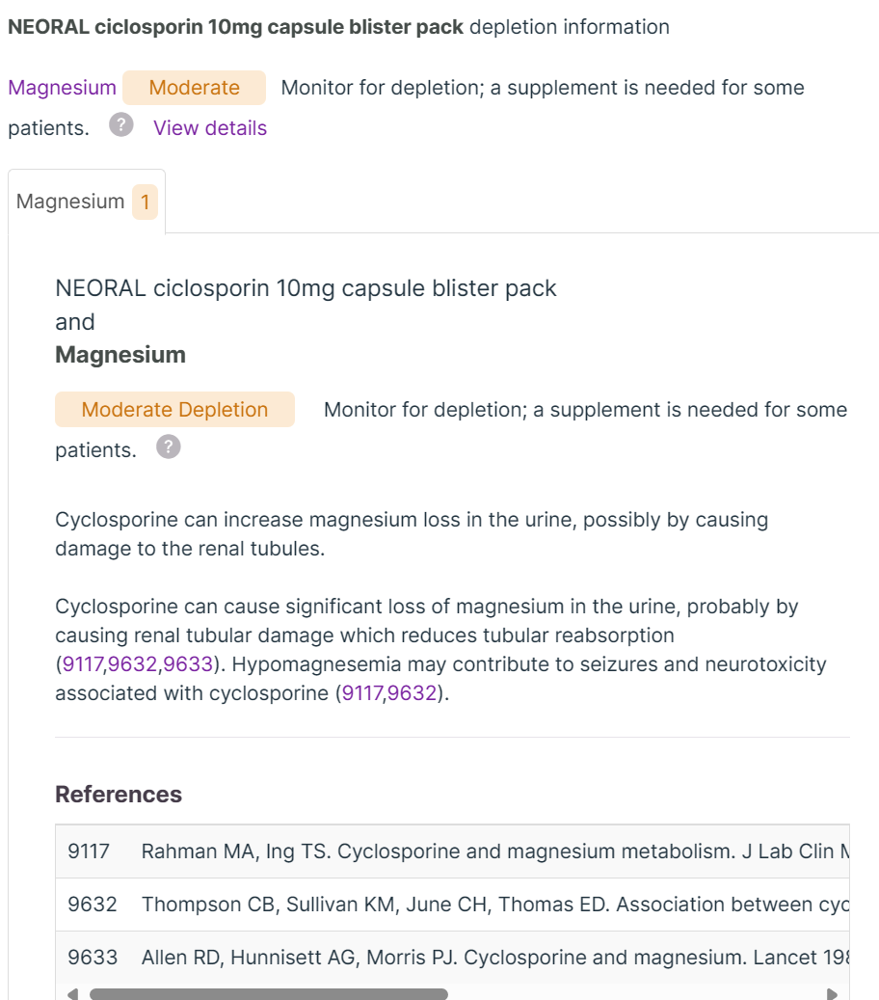 NEORAL ciclosporin 10mg capsule blister pack depletion information
Magnesium Moderate Monitor for depletion; a supplement is needed for some
patients. ? View details
Magnesium 1
NEORAL ciclosporin 10mg capsule blister pack
and
Magnesium
Moderate Depletion Monitor for depletion; a supplement is needed for some
patients. ?
Cyclosporine can increase magnesium loss in the urine, possibly by causing
damage to the renal tubules.
Cyclosporine can cause significant loss of magnesium in the urine, probably by
causing renal tubular damage which reduces tubular reabsorption
(9117,9632,9633). Hypomagnesemia may contribute to seizures and neurotoxicity
associated with cyclosporine (9117,9632).
References
9117 Rahman MA, Ing TS. Cyclosporine and magnesium metabolism. J Lab Clin
9632 Thompson CB, Sullivan KM, June CH, Thomas ED. Association between cyc
9633 Allen RD, Hunnisett AG, Morris PJ. Cyclosporine and magnesium. Lancet 198